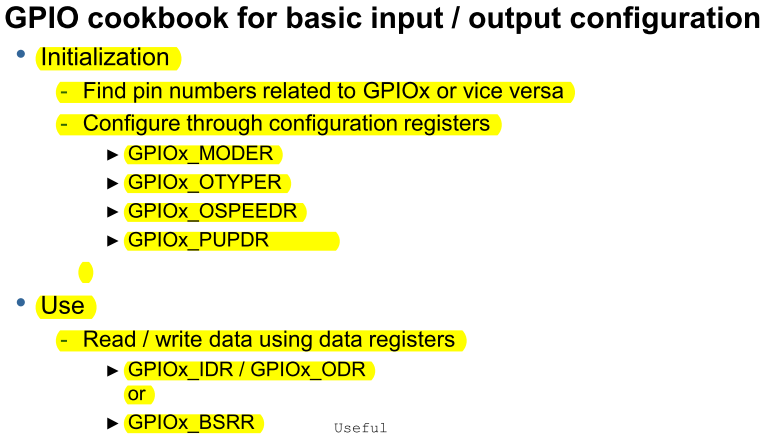 GPIO cookbook for basic input / output configuration
• Initialization
- Find pin numbers related to GPIOx or vice versa
- Configure through configuration registers
► GPIOx_MODER
► GPIOx_OTYPER
► GPIOx_OSPEEDR
► GPIOx_PUPDR
• Use
- Read / write data using data registers
► GPIOx_IDR / GPIOx_ODR
or
► GPIOx_BSRR
Useful